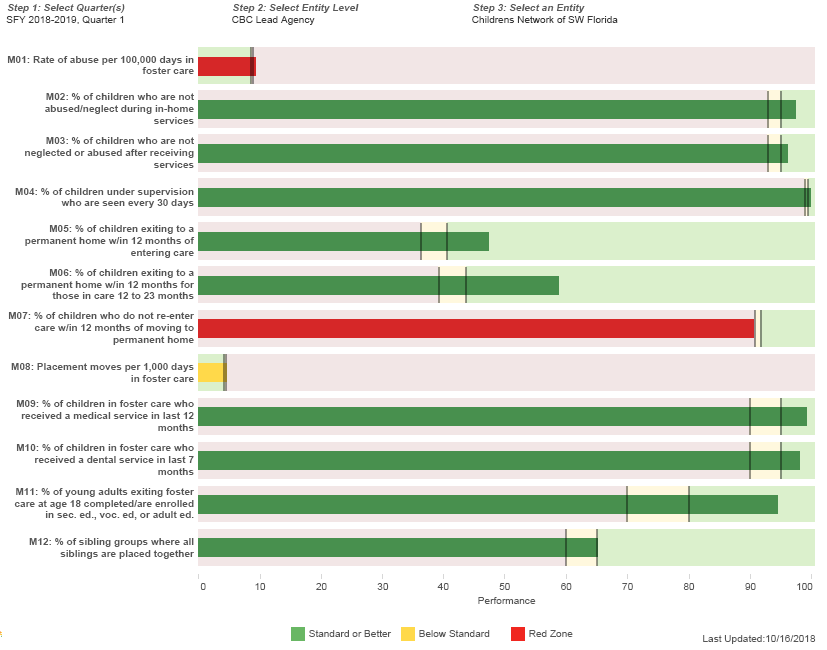 Step 1: Select Quarter(s)
SFY 2018-2019, Quarter 1
Step 2: Select Entity Level
CBC Lead Agency
Step 3: Select an Entity
Childrens Network of SW Florida
M01: Rate of abuse per 100,000 days in
foster care
M02: % of children who are not
abused/neglect during in-home
services
M03: % of children who are not
neglected or abused after receiving
services
M04: % of children under supervision
who are seen every 30 days
M05: % of children exiting to a
permanent home w/in 12 months of
entering care
M06: % of children exiting to a
permanent home w/in 12 months for
those in care 12 to 23 months
M07: % of children who do not re-enter
care w/in 12 months of moving to
permanent home
M08: Placement moves per 1,000 days
in foster care
M09: % of children in foster care who
received a medical service in last 12
months
M10: % of children in foster care who
received a dental service in last 7
months
M11: % of young adults exiting foster
care at age 18 completed/are enrolled
in sec. ed., voc. ed, or adult ed.
M12: % of sibling groups where all
siblings are placed together
0 10 20 30 40 50 60 70 80 90 100
Performance
Standard or Better
Below Standard
Red Zone
Last Updated:10/16/2018